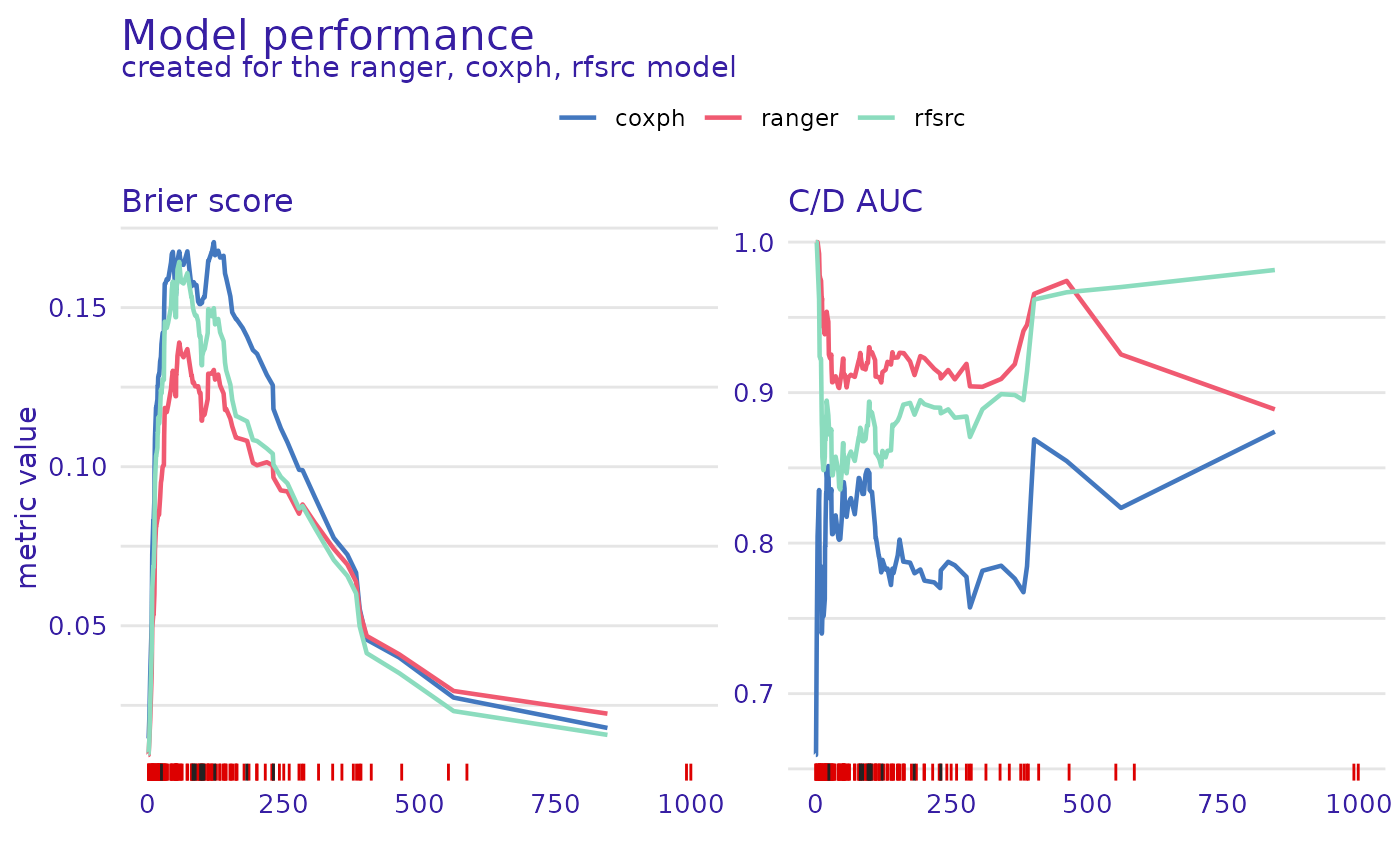 Model performance
created for the ranger, coxph, rfsrc model
coxph ranger rfsrc
Brier score
C/D AUC
metric value
0.15
0.10
0.05
0 250 500 750 1000
1.0
0.9
0.8
0.7
0 250 500 750 1000